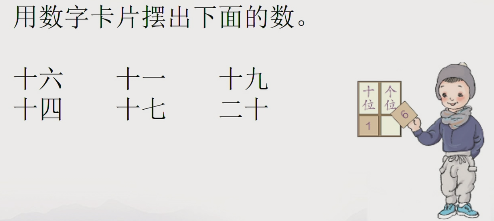 用数字卡片摆出下面的数。
十六 十一 十九
十四 十七 二十
十位 个位
1 6